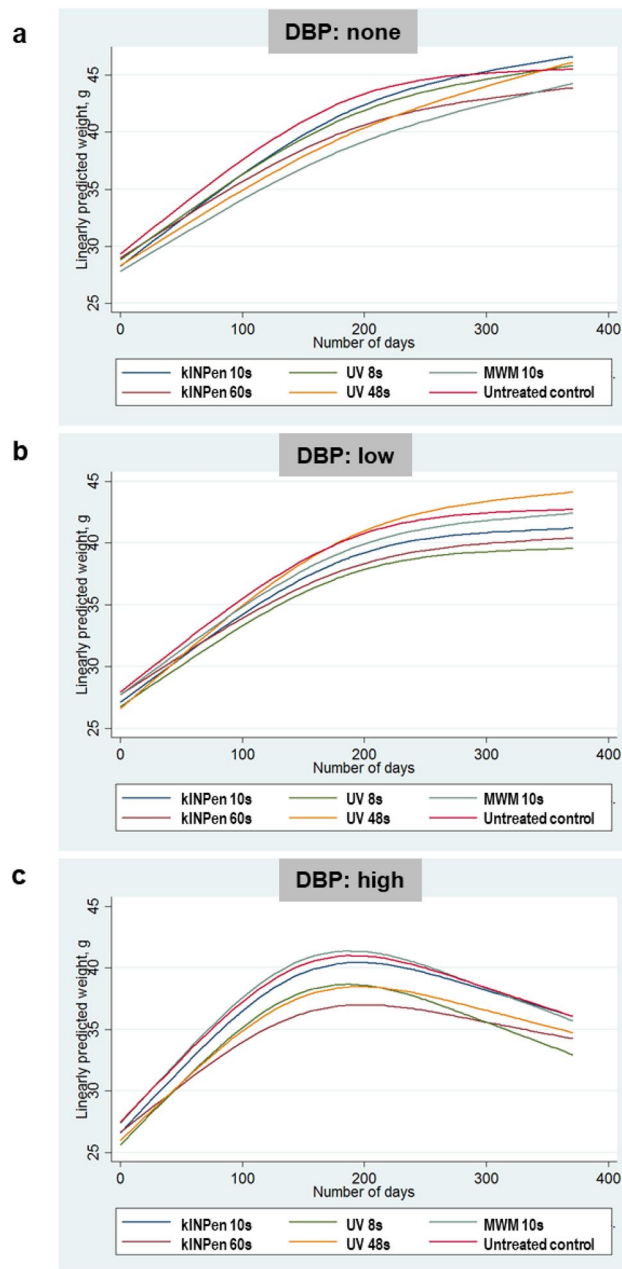 a
DBP: none
Linearly predicted weight, g
45
40
35
30
25
0 100 200 300 400
Number of days
kINPen 10s UV 8s MWM 10s
kINPen 60s UV 48s Untreated control
b
DBP: low
Linearly predicted weight, g
45
40
35
30
25
0 100 200 300 400
Number of days
kINPen 10s UV 8s MWM 10s
kINPen 60s UV 48s Untreated control
c
DBP: high
Linearly predicted weight, g
45
40
35
30
25
0 100 200 300 400
Number of days
kINPen 10s UV 8s MWM 10s
kINPen 60s UV 48s Untreated control